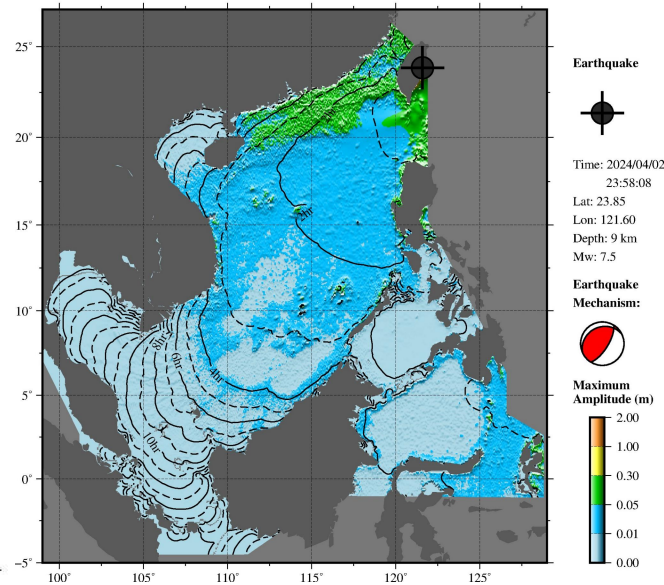 25°
20°
15°
10°
5°
0°
−5°
100°
105°
110°
115°
120°
125°
2hr
4hr
6hr
8hr
10hr
Earthquake
Time: 2024/04/02
23:58:08
Lat: 23.85
Lon: 121.60
Depth: 9 km
Mw: 7.5
Earthquake
Mechanism:
Maximum
Amplitude (m)
2.00
1.00
0.30
0.05
0.01
0.00